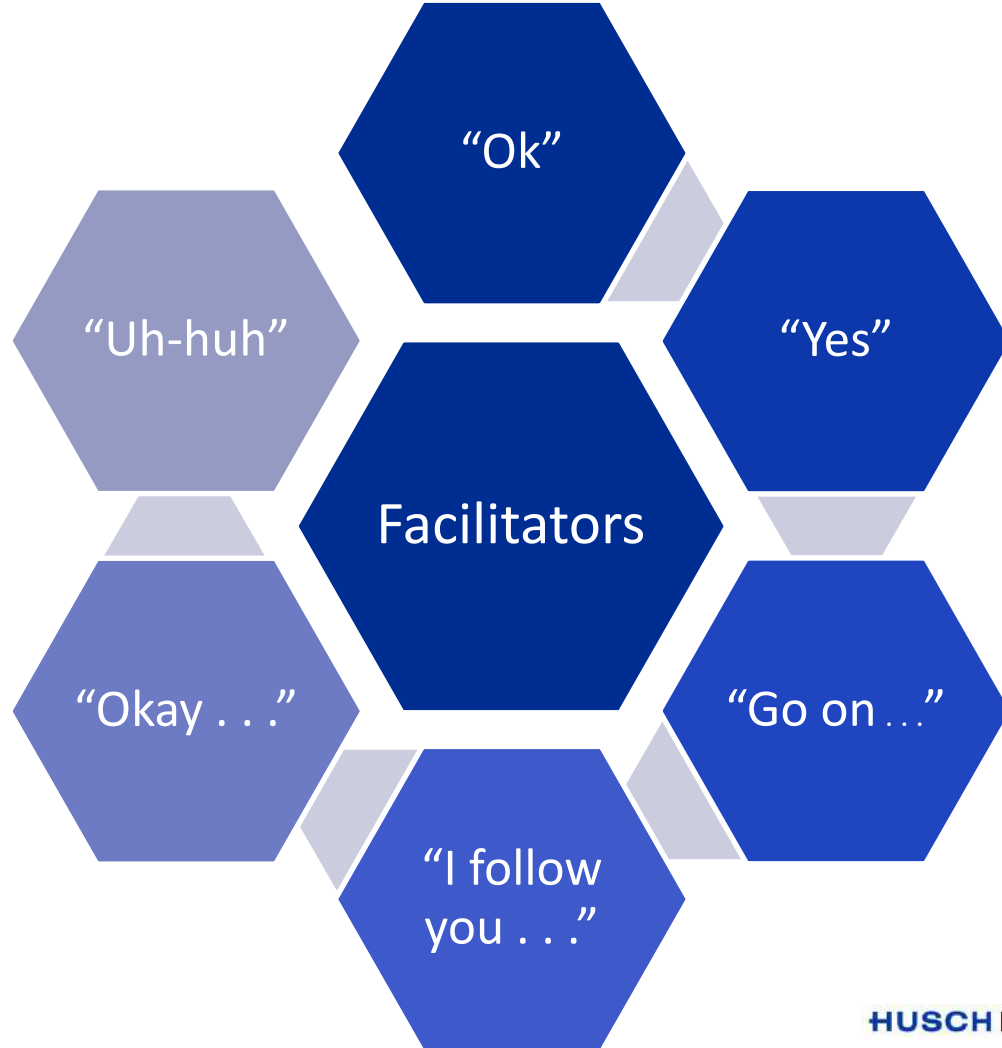 “Ok”
“Uh-huh”
“Yes”
Facilitators
“Okay . . .”
“Go on . . .”
“I follow
you . . .”
HUSCH